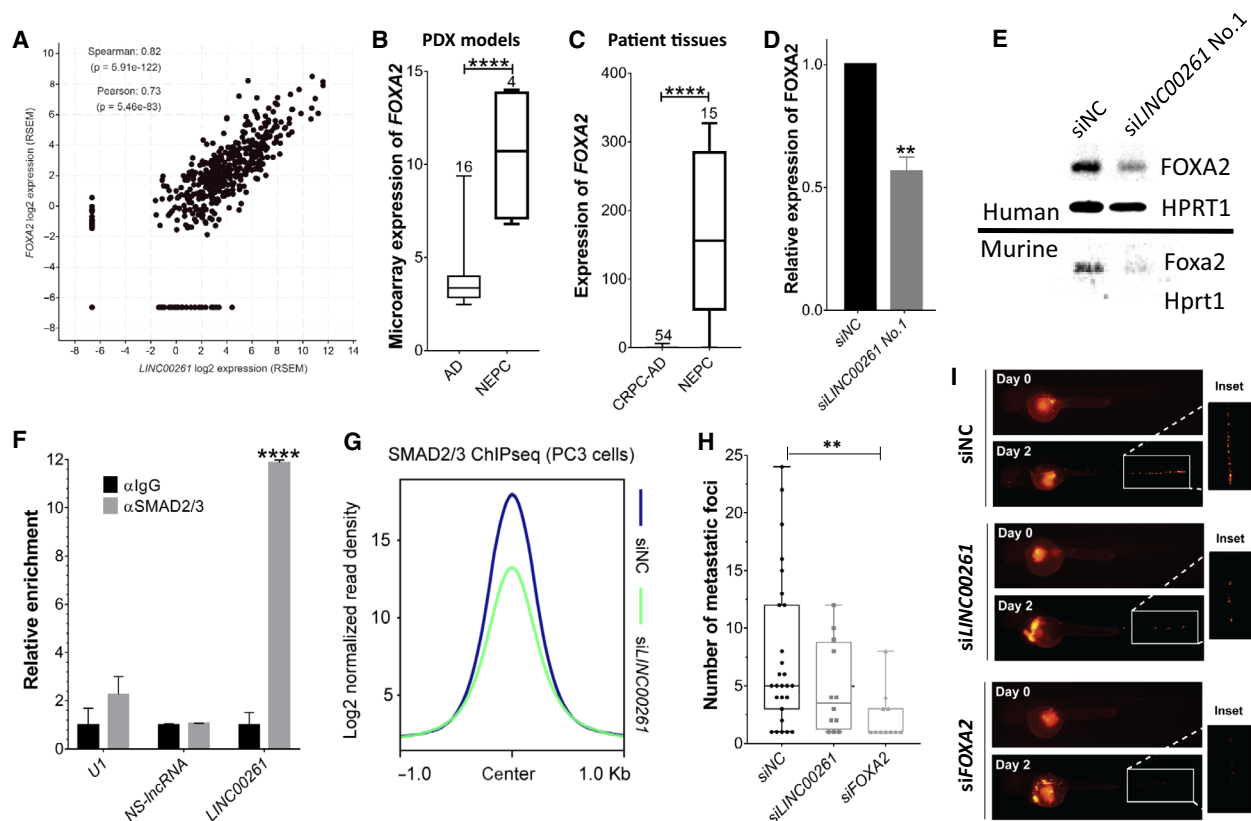 A
Spearman: 0.82
(p = 5.91e-122)
Pearson: 0.73
(p = 5.46e-83)
FOXA2 log2 expression (RSEM)
10
8
6
4
2
0
−2
−4
−6
−8
-8
-6
-4
-2
0
2
4
6
8
10
12
14
LINC00261 log2 expression (RSEM)
B
PDX models
Microarray expression of FOXA2
****
15
10
5
0
16
4
AD
NEPC
C
Patient tissues
Expression of FOXA2
****
400
300
200
100
0
54
15
CRPC-AD
NEPC
D
Relative expression of FOXA2
1.0
0.5
0.0
**
siNC
siLINC00261 No.1
E
siNC
siLINC00261 No.1
FOXA2
HPRT1
Human
Murine
Foxa2
Hprt1
F
Relative enrichment
12
14
12
10
8
6
4
2
0
αIgG
αSMAD2/3
****
U1
NS-lncRNA
LINC00261
G
SMAD2/3 ChIPseq (PC3 cells)
Log2 normalized read density
15
10
5
−1.0
Center
1.0 Kb
siNC
siLINC00261
H
Number of metastatic foci
**
25
20
15
10
5
0
siNC
siLINC00261
siFOXA2
I
siNC
Day 0
Day 2
Inset
siLINC00261
Day 0
Day 2
Inset
siFOXA2
Day 0
Day 2
Inset